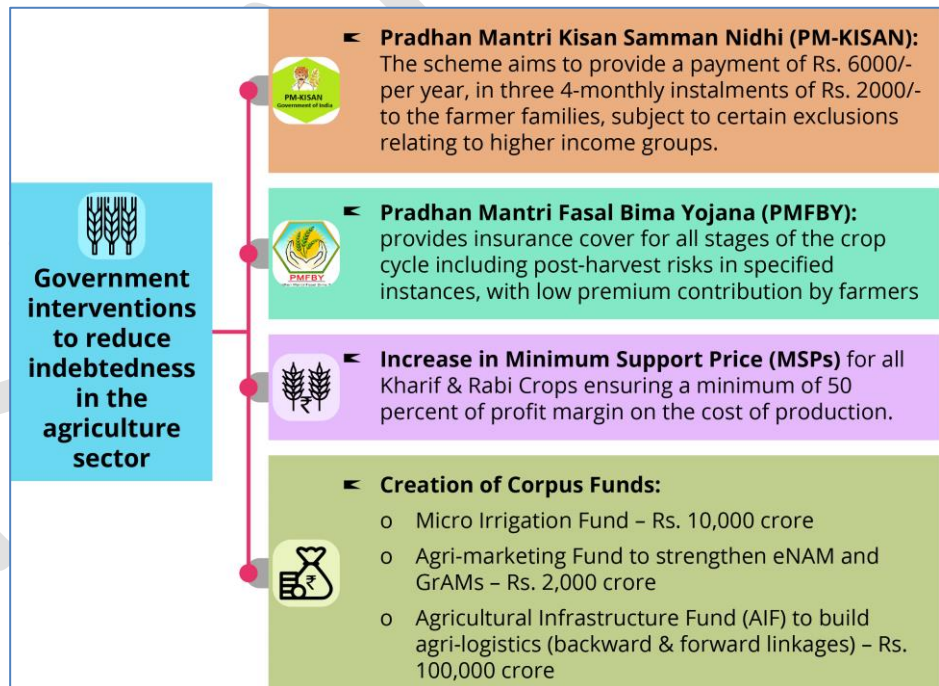 Government
interventions
to reduce
indebtedness
in the
agriculture
sector
PM-KISAN
Government of India
Pradhan Mantri Kisan Samman Nidhi (PM-KISAN):
The scheme aims to provide a payment of Rs. 6000/-
per year, in three 4-monthly instalments of Rs. 2000/-
to the farmer families, subject to certain exclusions
relating to higher income groups.
PMFBY
Pradhan Mantri Fasal Bima Yojana (PMFBY):
provides insurance cover for all stages of the crop
cycle including post-harvest risks in specified
instances, with low premium contribution by farmers
₹
Increase in Minimum Support Price (MSPs) for all
Kharif & Rabi Crops ensuring a minimum of 50
percent of profit margin on the cost of production.
₹
Creation of Corpus Funds:
o Micro Irrigation Fund – Rs. 10,000 crore
o Agri-marketing Fund to strengthen eNAM and
GrAMs – Rs. 2,000 crore
o Agricultural Infrastructure Fund (AIF) to build
agri-logistics (backward & forward linkages) – Rs.
100,000 crore